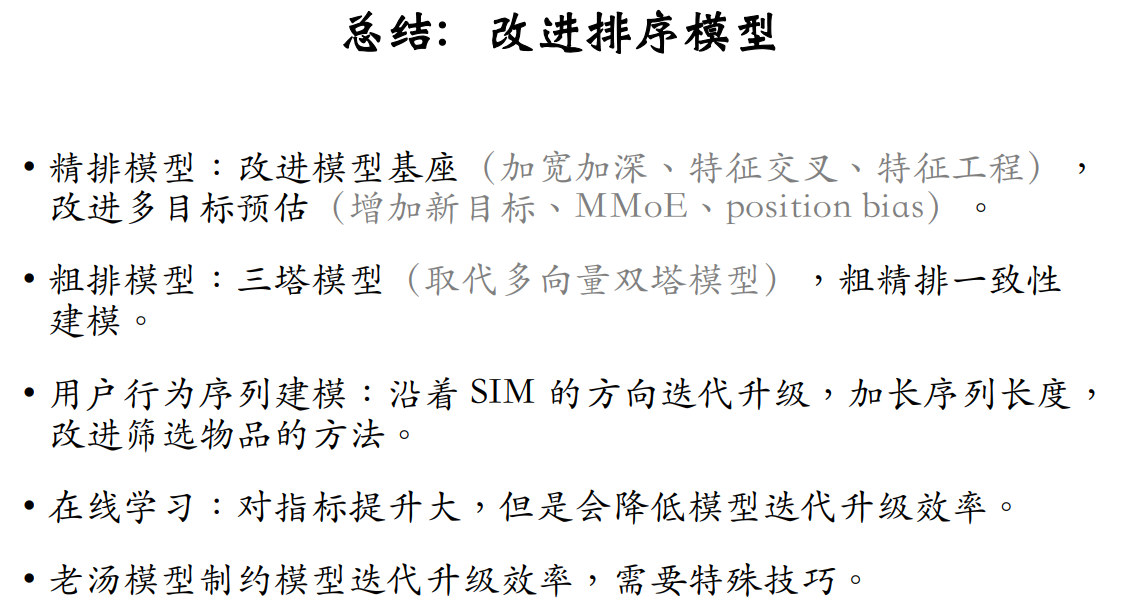 总结：改进排序模型
• 精排模型：改进模型基座（加宽加深、特征交叉、特征工程），
改进多目标预估（增加新目标、MMoE、position bias）。
• 粗排模型：三塔模型（取代多向量双塔模型），粗精排一致性
建模。
• 用户行为序列建模：沿着 SIM 的方向迭代升级，加长序列长度，
改进筛选物品的方法。
• 在线学习：对指标提升大，但是会降低模型迭代升级效率。
• 老汤模型制约模型迭代升级效率，需要特殊技巧。